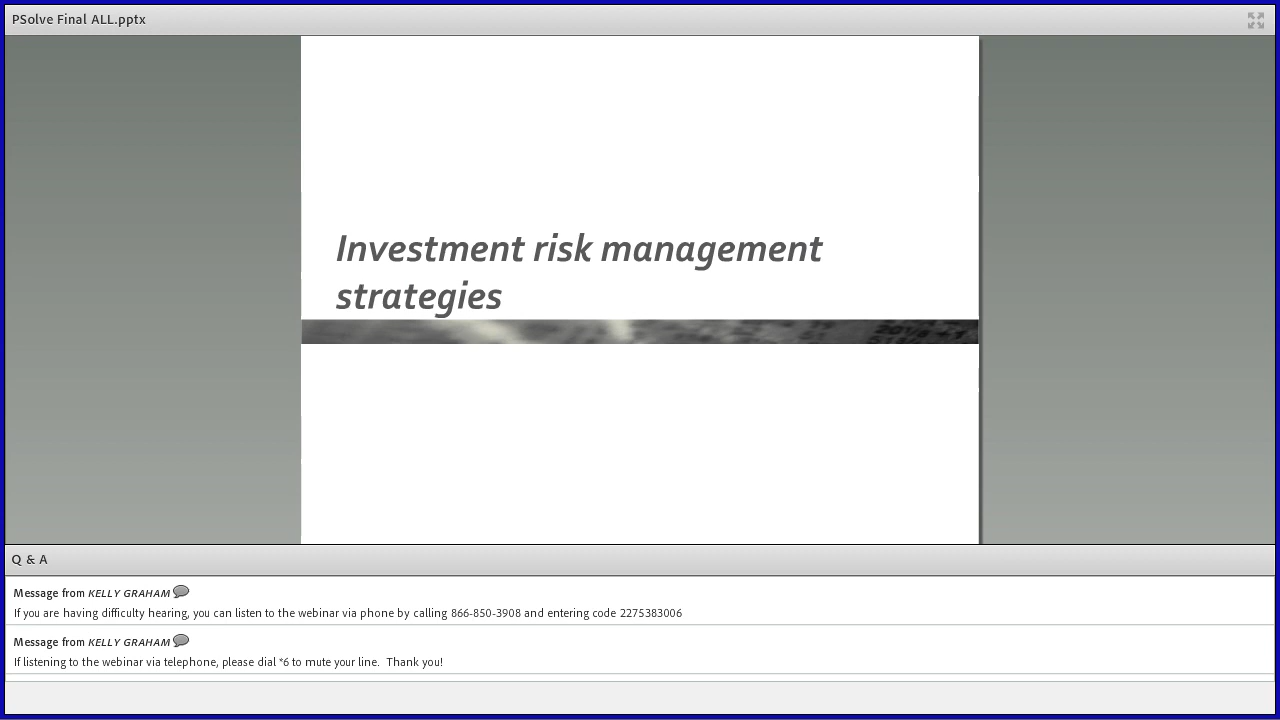 PSolve Final ALL.pptx
Investment risk management
strategies
Q & A
Message from KELLY GRAHAM
If you are having difficulty hearing, you can listen to the webinar via phone by calling 866-850-3908 and entering code 2275383006
Message from KELLY GRAHAM
If listening to the webinar via telephone, please dial *6 to mute your line.  Thank you!